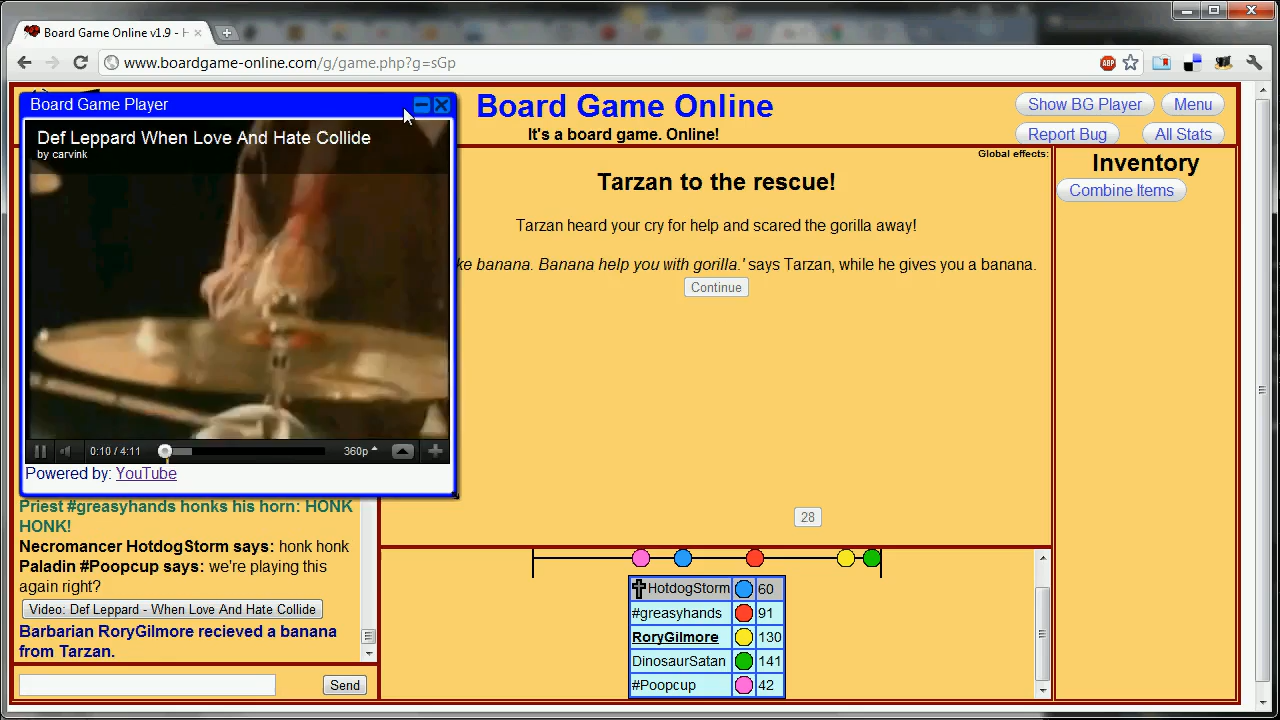 Board Game Online v1.9 - H
www.boardgame-online.com/g/game.php?g=sGp
ABP
Board Game Player
Def Leppard When Love And Hate Collide
by carvink
0:10 / 4:11
360p
Powered by: YouTube
Board Game Online
It's a board game. Online!
Show BG Player
Menu
Report Bug
All Stats
Global effects:
Tarzan to the rescue!
Tarzan heard your cry for help and scared the gorilla away!
ke banana. Banana help you with gorilla.' says Tarzan, while he gives you a banana.
Continue
28
Inventory
Combine Items
Priest #greasyhands honks his horn: HONK
HONK!
Necromancer HotdogStorm says: honk honk
Paladin #Poopcup says: we're playing this
again right?
Video: Def Leppard - When Love And Hate Collide
Barbarian RoryGilmore recieved a banana
from Tarzan.
Send
HotdogStorm 60
#greasyhands 91
RoryGilmore 130
DinosaurSatan 141
#Poopcup 42